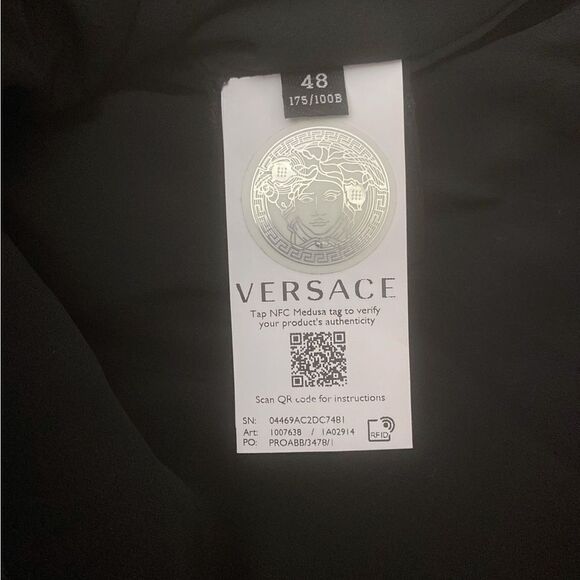 48
175/100B
VERSACE
Tap NFC Medusa tag to verify
your product's authenticity
Scan QR code for instructions
SN: 04469AC2DC74B1
Art: 1007638 / 1A02914
PO: PROABB/3478/1
RFID